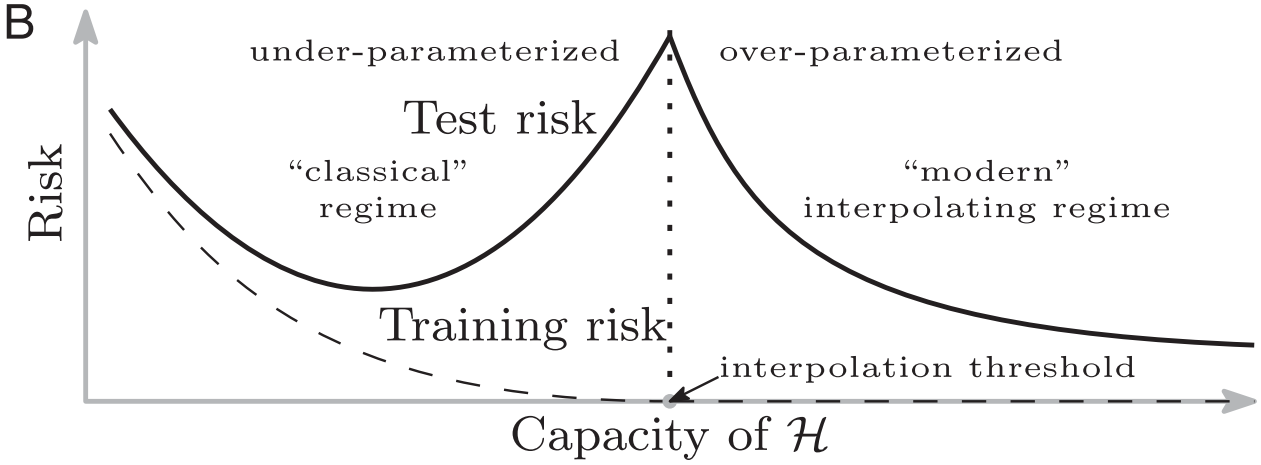 B
under-parameterized
over-parameterized
Test risk
“classical”
regime
“modern”
interpolating regime
Risk
Training risk
interpolation threshold
Capacity of ℋ